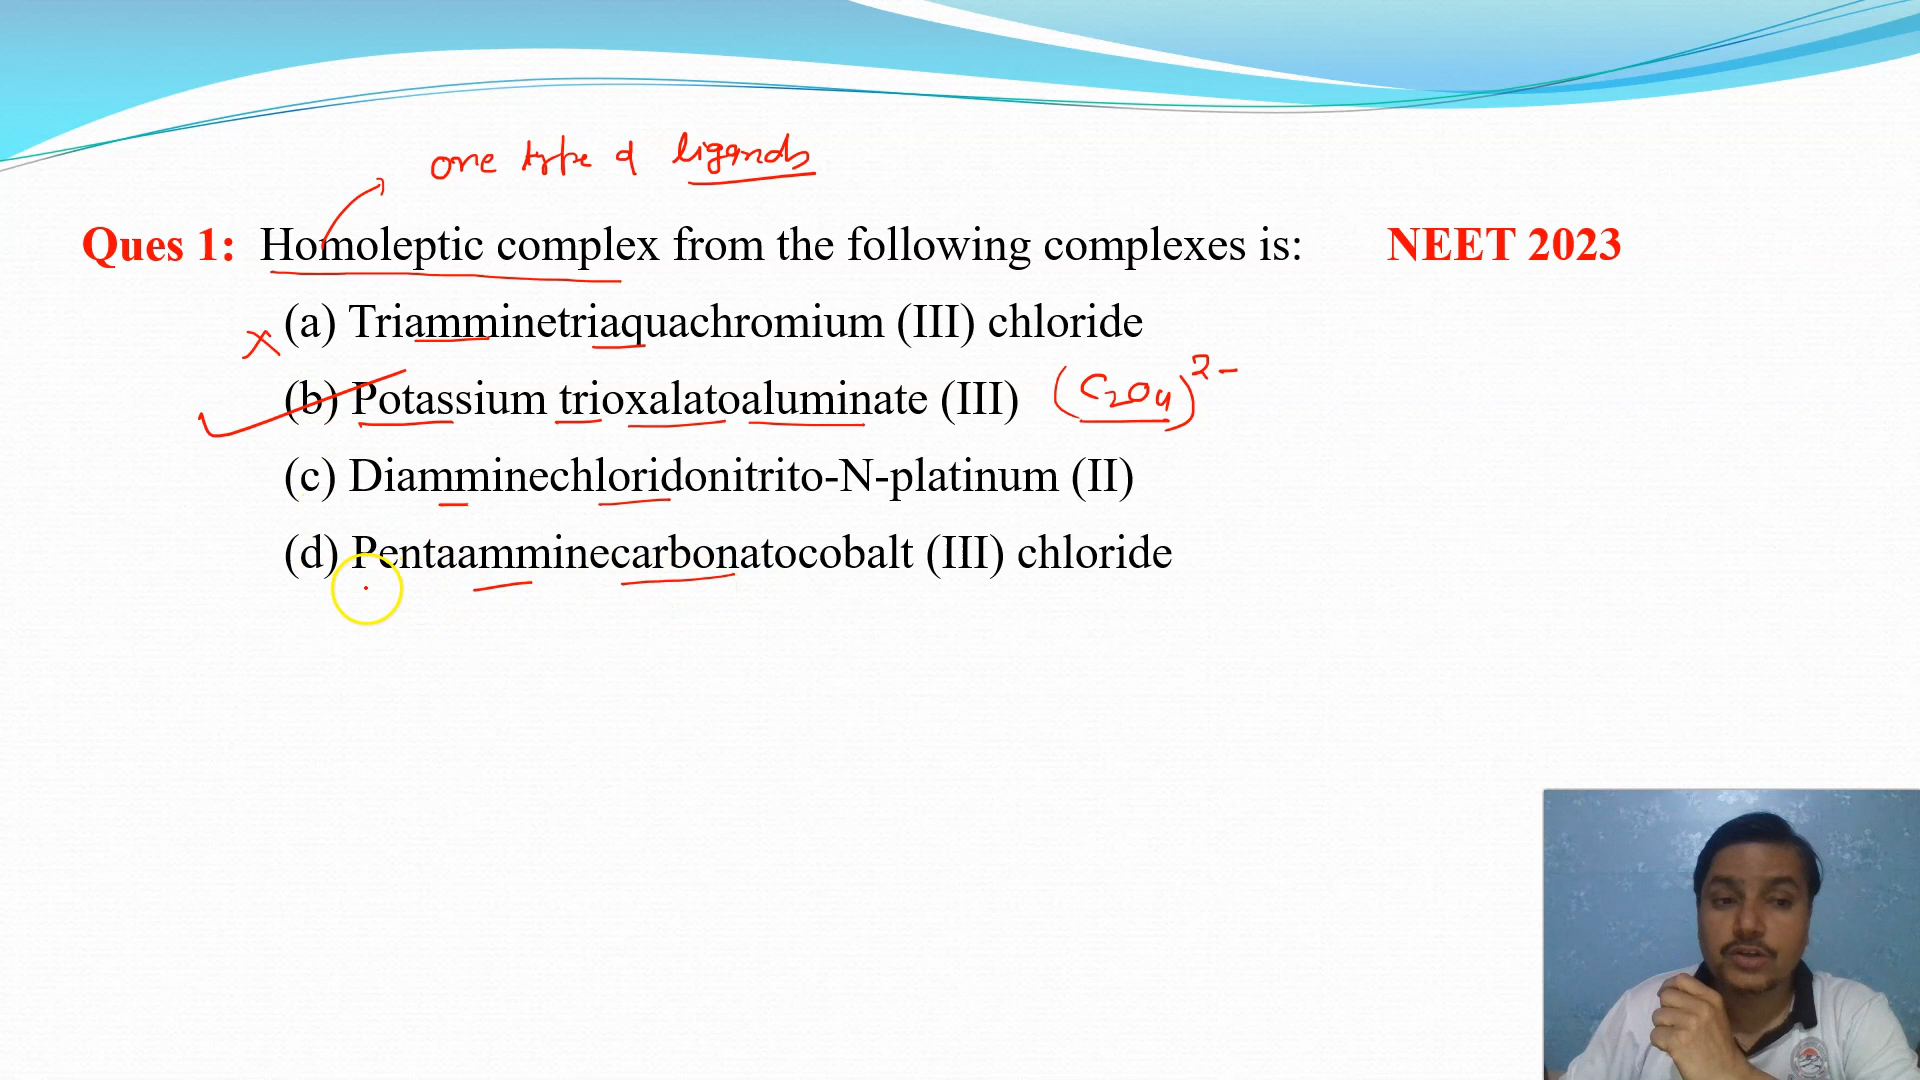 one type of ligands
Ques 1: Homoleptic complex from the following complexes is: NEET 2023
x (a) Triamminetriaquachromium (III) chloride
(b) Potassium trioxalatoaluminate (III) (C₂O₄)²⁻
(c) Diamminechloridonitrito-N-platinum (II)
(d) Pentaamminecarbonatocobalt (III) chloride